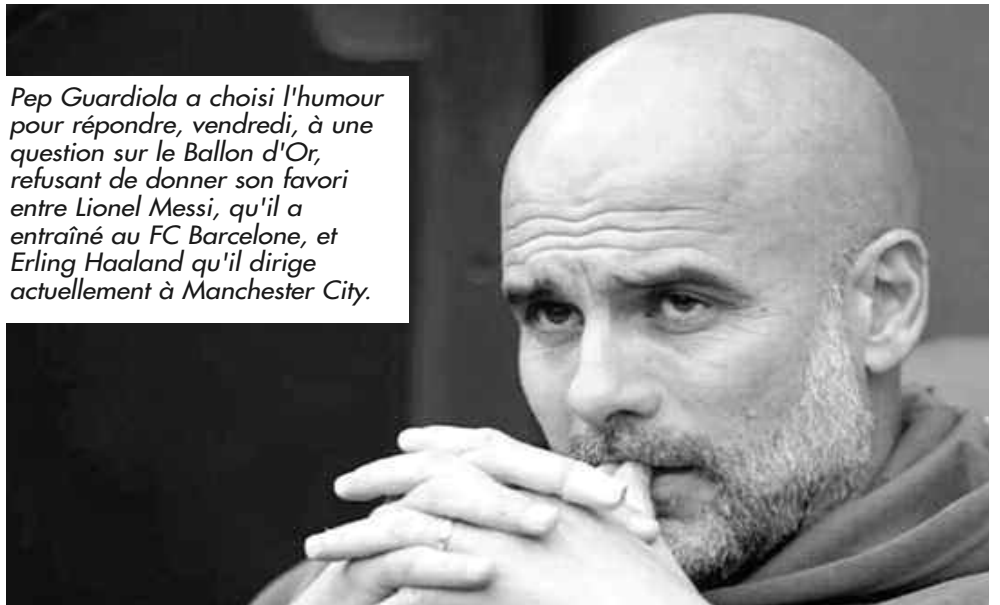 Pep Guardiola a choisi l'humour
pour répondre, vendredi, à une
question sur le Ballon d'Or,
refusant de donner son favori
entre Lionel Messi, qu'il a
entraîné au FC Barcelone, et
Erling Haaland qu'il dirige
actuellement à Manchester City.